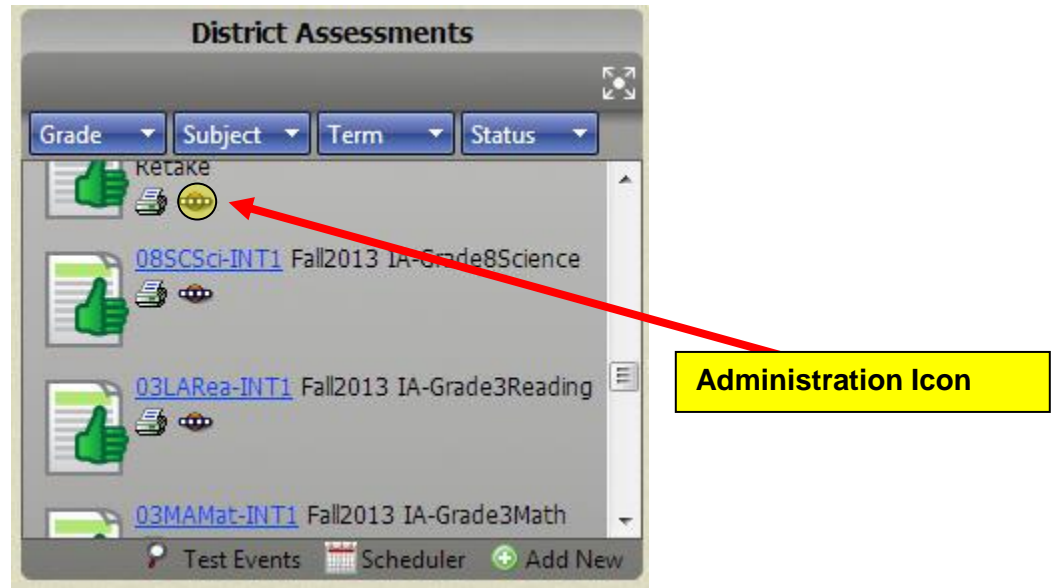 District Assessments
Grade Subject Term Status
Retake
08SCSci-INT1 Fall2013 IA-Grade8Science
03LARea-INT1 Fall2013 IA-Grade3Reading
Administration Icon
03MAMat-INT1 Fall2013 IA-Grade3Math
Test Events Scheduler Add New